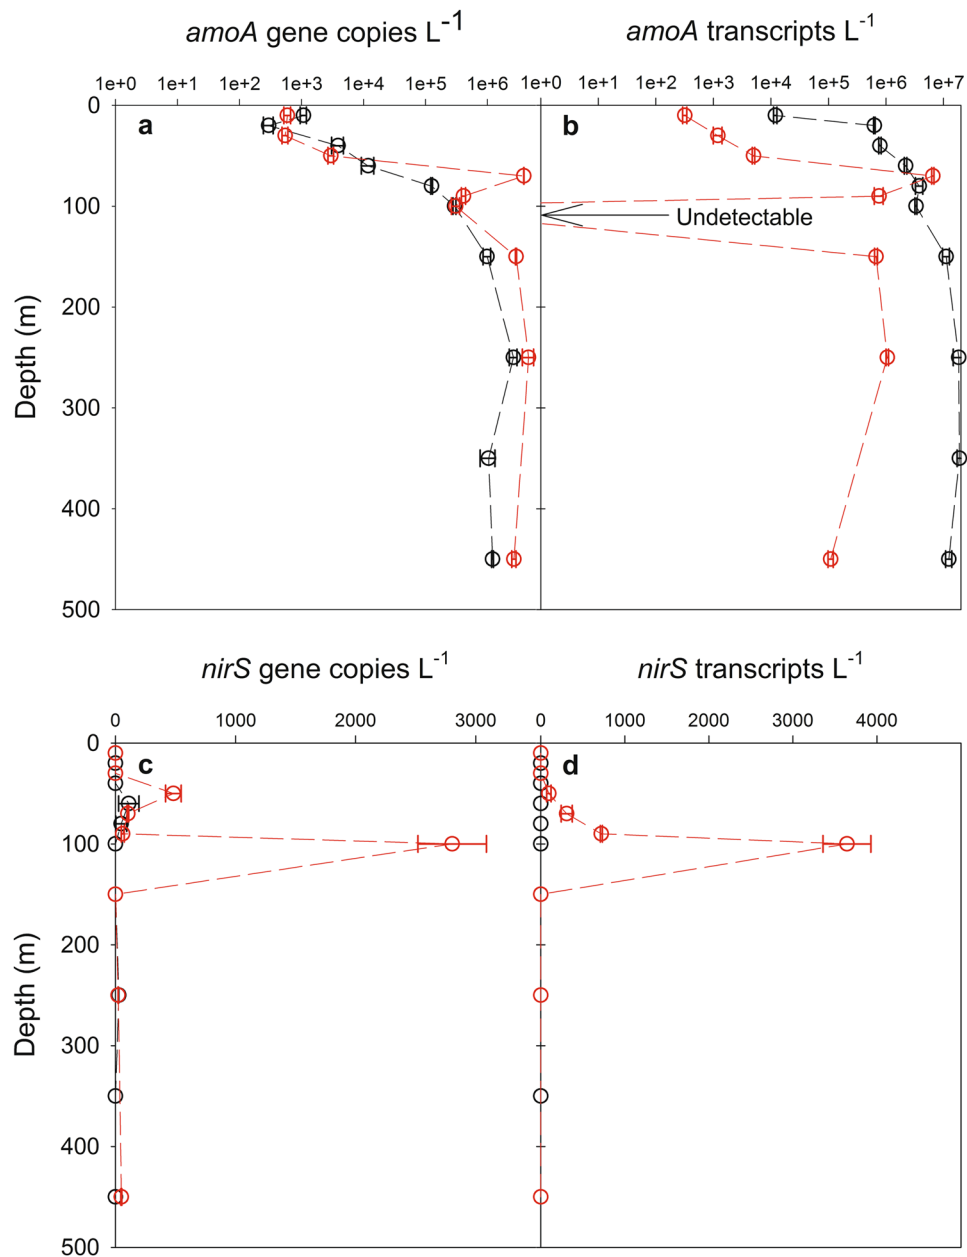 amoA gene copies L-1 amoA transcripts L-1
1e+0 1e+1 1e+2 1e+3 1e+4 1e+5 1e+6 1e+0 1e+1 1e+2 1e+3 1e+4 1e+5 1e+6 1e+7
0
a b
100
Undetectable
200
Depth (m)
300
400
500
nirS gene copies L-1 nirS transcripts L-1
0 1000 2000 3000 0 1000 2000 3000 4000
0
c d
100
200
Depth (m)
300
400
500